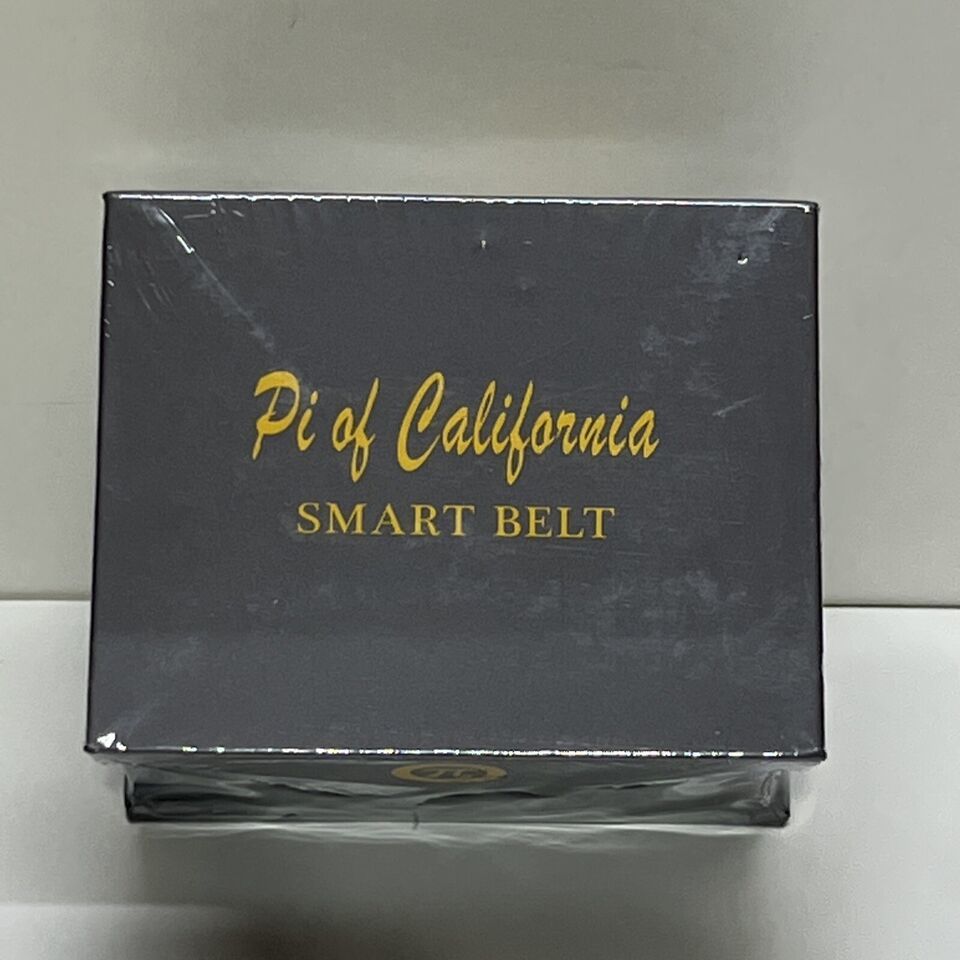 Pi of California
SMART BELT
π